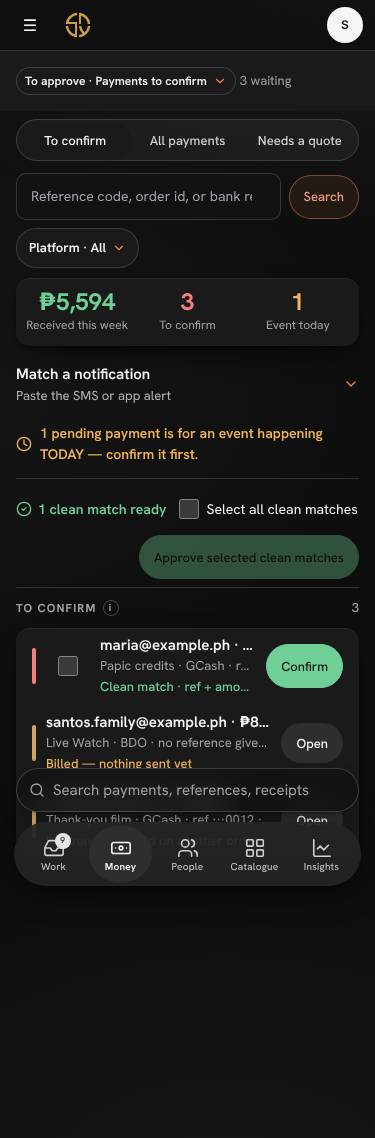 S
To approve · Payments to confirm
3 waiting
To confirm
All payments
Needs a quote
Reference code, order id, or bank re
Search
Platform · All
₱5,594
Received this week
3
To confirm
1
Event today
Match a notification
Paste the SMS or app alert
1 pending payment is for an event happening
TODAY — confirm it first.
1 clean match ready
Select all clean matches
Approve selected clean matches
TO CONFIRM
i
3
maria@example.ph · ...
Papic credits · GCash · r...
Clean match · ref + amo...
Confirm
santos.family@example.ph · ₱8...
Live Watch · BDO · no reference give...
Billed — nothing sent yet
Open
Search payments, references, receipts
Thank-you film · GCash · ref ···0012 ·
Open
9
Work
Money
People
Catalogue
Insights